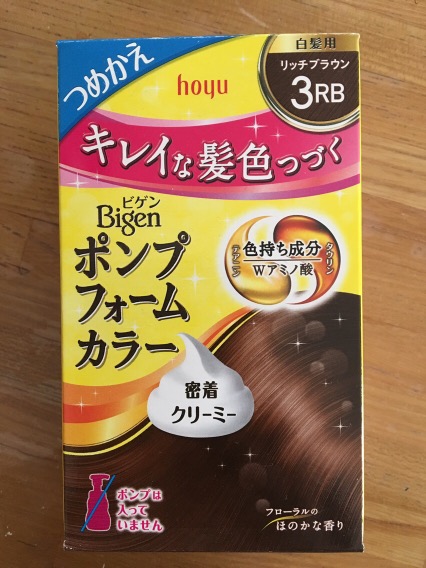 つめかえ
hoyu
白髪用
リッチブラウン
3RB
キレイな髪色つづく
ビゲン
Bigen
ポンプ
フォーム
カラー
色持ち成分
Wアミノ酸
テアニン
タウリン
密着
クリーミー
ポンプは
入って
いません
フローラルの
ほのかな香り